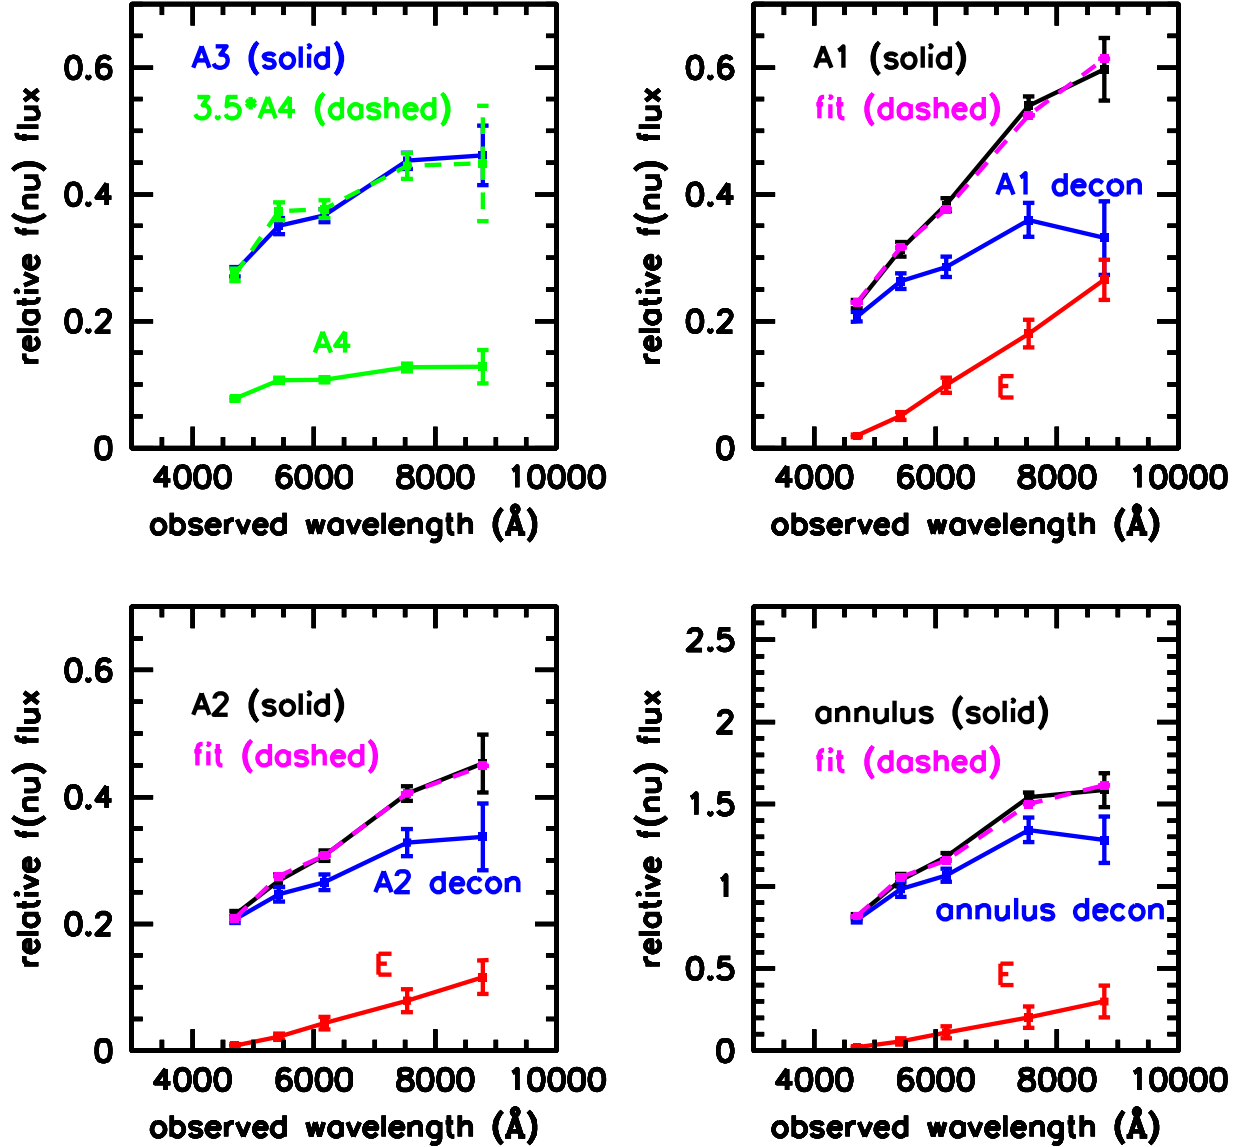 A3 (solid)
3.5*A4 (dashed)
A4
relative f(nu) flux
0.6
0.4
0.2
0
4000 6000 8000 10000
observed wavelength (Å)
A1 (solid)
fit (dashed)
A1 decon
E
relative f(nu) flux
0.6
0.4
0.2
0
4000 6000 8000 10000
observed wavelength (Å)
A2 (solid)
fit (dashed)
A2 decon
E
relative f(nu) flux
0.6
0.4
0.2
0
4000 6000 8000 10000
observed wavelength (Å)
annulus (solid)
fit (dashed)
annulus decon
E
relative f(nu) flux
2.5
2
1.5
1
0.5
0
4000 6000 8000 10000
observed wavelength (Å)